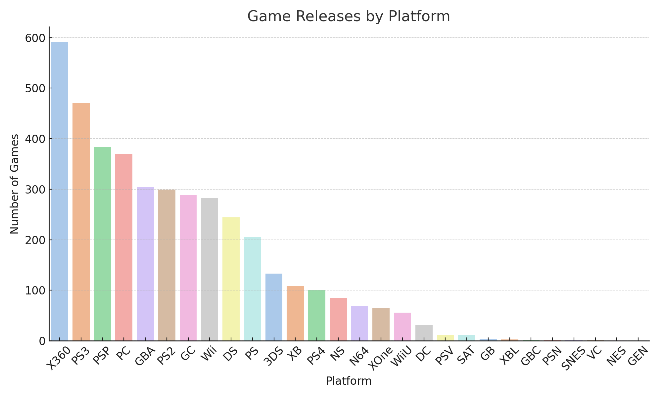 Game Releases by Platform
Number of Games
600
500
400
300
200
100
0
X360 PS3 PSP PC GBA PS2 GC Wii DS PS 3DS XB PS4 NS N64 XOne WiiU DC PSV SAT GB XBL GBC PSN SNES VC NES GEN
Platform